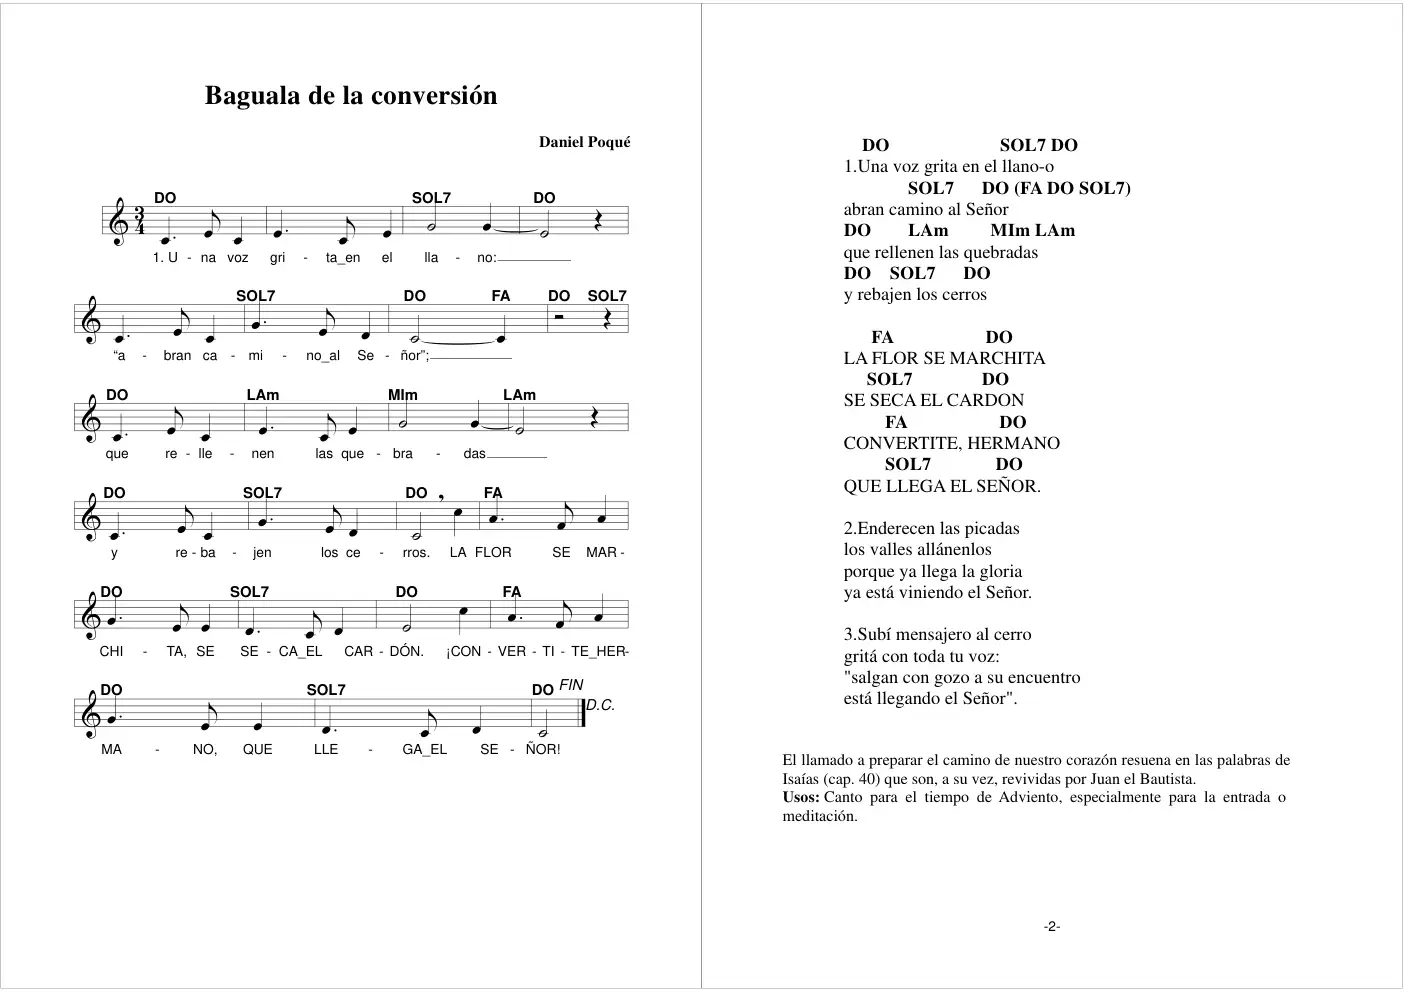 Baguala de la conversión
Daniel Poqué
DO SOL7 DO
3
4
1. U - na voz gri - ta_en el lla - no:
SOL7 DO FA DO SOL7
“a - bran ca - mi - no_al Se - ñor”;
DO LAm MIm LAm
que re - lle - nen las que - bra - das
DO SOL7 DO FA
y re - ba - jen los ce - rros. LA FLOR SE MAR -
DO SOL7 DO FA
CHI - TA, SE SE - CA_EL CAR - DÓN. ¡CON - VER - TI - TE_HER-
DO SOL7 DO FIN
D.C.
MA - NO, QUE LLE - GA_EL SE - ÑOR!
DO SOL7 DO
1.Una voz grita en el llano-o
SOL7 DO (FA DO SOL7)
abran camino al Señor
DO LAm MIm LAm
que rellenen las quebradas
DO SOL7 DO
y rebajen los cerros
FA DO
LA FLOR SE MARCHITA
SOL7 DO
SE SECA EL CARDON
FA DO
CONVERTITE, HERMANO
SOL7 DO
QUE LLEGA EL SEÑOR.
2.Enderecen las picadas
los valles allánenlos
porque ya llega la gloria
ya está viniendo el Señor.
3.Subí mensajero al cerro
gritá con toda tu voz:
"salgan con gozo a su encuentro
está llegando el Señor".
El llamado a preparar el camino de nuestro corazón resuena en las palabras de
Isaías (cap. 40) que son, a su vez, revividas por Juan el Bautista.
Usos: Canto para el tiempo de Adviento, especialmente para la entrada o
meditación.
-2-